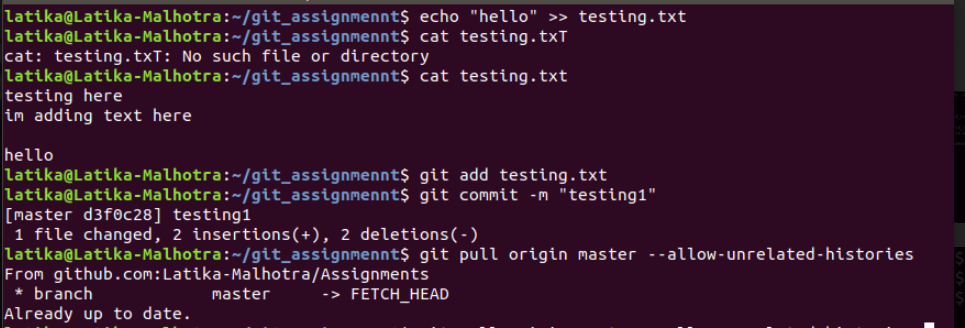 latika@Latika-Malhotra:~/git_assignmennt$ echo "hello" >> testing.txt
latika@Latika-Malhotra:~/git_assignmennt$ cat testing.txT
cat: testing.txT: No such file or directory
latika@Latika-Malhotra:~/git_assignmennt$ cat testing.txt
testing here
im adding text here
hello
latika@Latika-Malhotra:~/git_assignmennt$ git add testing.txt
latika@Latika-Malhotra:~/git_assignmennt$ git commit -m "testing1"
[master d3f0c28] testing1
1 file changed, 2 insertions(+), 2 deletions(-)
latika@Latika-Malhotra:~/git_assignmennt$ git pull origin master --allow-unrelated-histories
From github.com:Latika-Malhotra/Assignments
* branch master -> FETCH_HEAD
Already up to date.